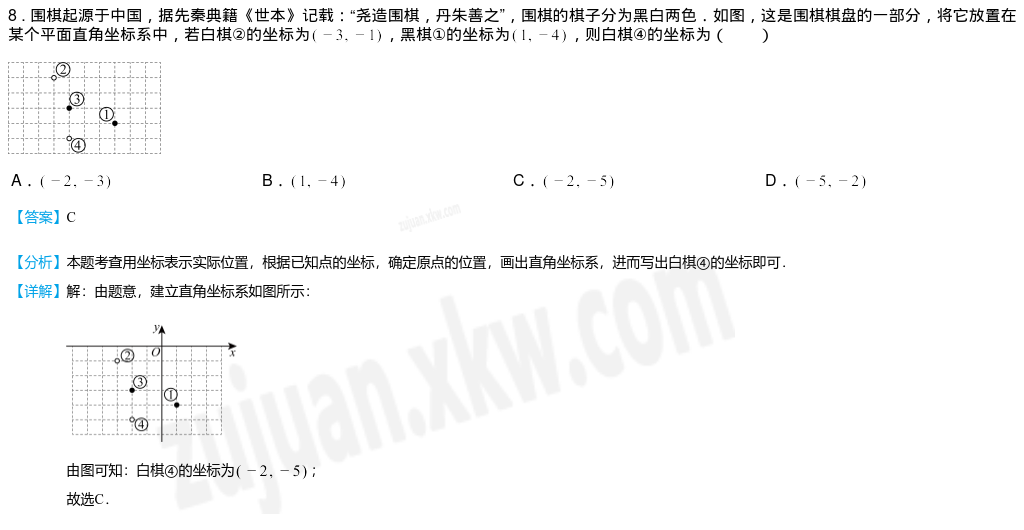 8．围棋起源于中国，据先秦典籍《世本》记载：“尧造围棋，丹朱善之”，围棋的棋子分为黑白两色．如图，这是围棋棋盘的一部分，将它放置在
某个平面直角坐标系中，若白棋②的坐标为(－3, －1)，黑棋①的坐标为(1, －4)，则白棋④的坐标为（　　）
②
③
①
④
A．(－2, －3)　B．(1, －4)　C．(－2, －5)　D．(－5, －2)
【答案】C
zujuan.xkw.com
【分析】本题考查用坐标表示实际位置，根据已知点的坐标，确定原点的位置，画出直角坐标系，进而写出白棋④的坐标即可．
【详解】解：由题意，建立直角坐标系如图所示：
y
② O x
③
①
④
zujuan.xkw.com
由图可知：白棋④的坐标为(－2, －5)；
故选C．